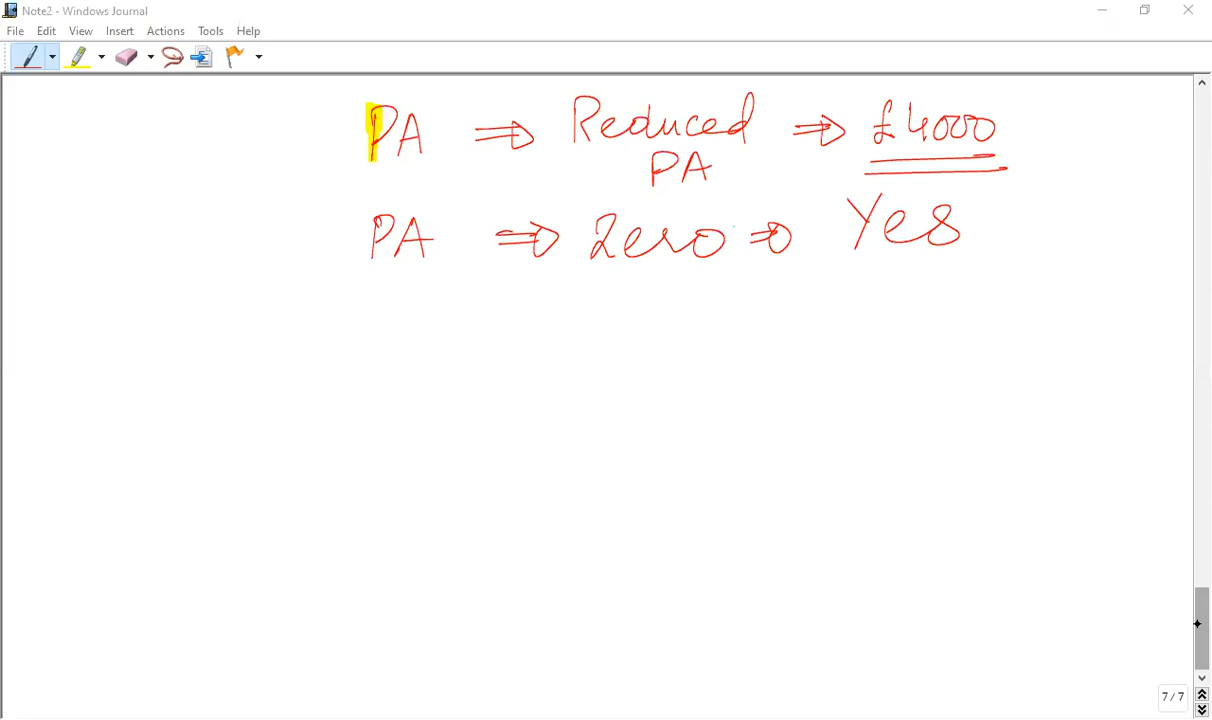 Note2 - Windows Journal
File Edit View Insert Actions Tools Help
PA ⇒ Reduced ⇒ £4000
PA
PA ⇒ Zero ⇒ Yes
7 / 7